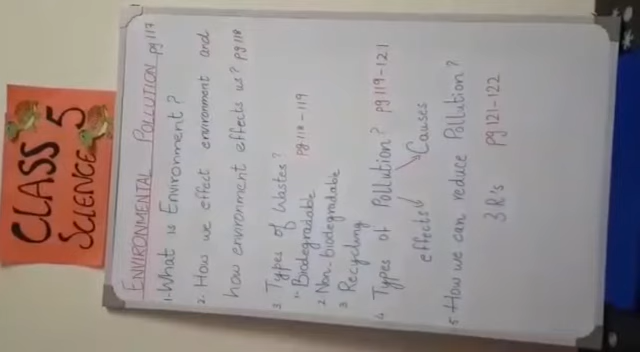 CLASS 5
SCIENCE
ENVIRONMENTAL POLLUTION pg 117
1. What is Environment?
2. How we effect environment and
how environment effects us? pg 118
3. Types of Wastes?
1. Biodegradable pg 118-119
2 Non-biodegradable
3 Recycling
4. Types of Pollution? pg 119-121
effects Causes
5. How we can reduce Pollution?
3 R's pg 121-122